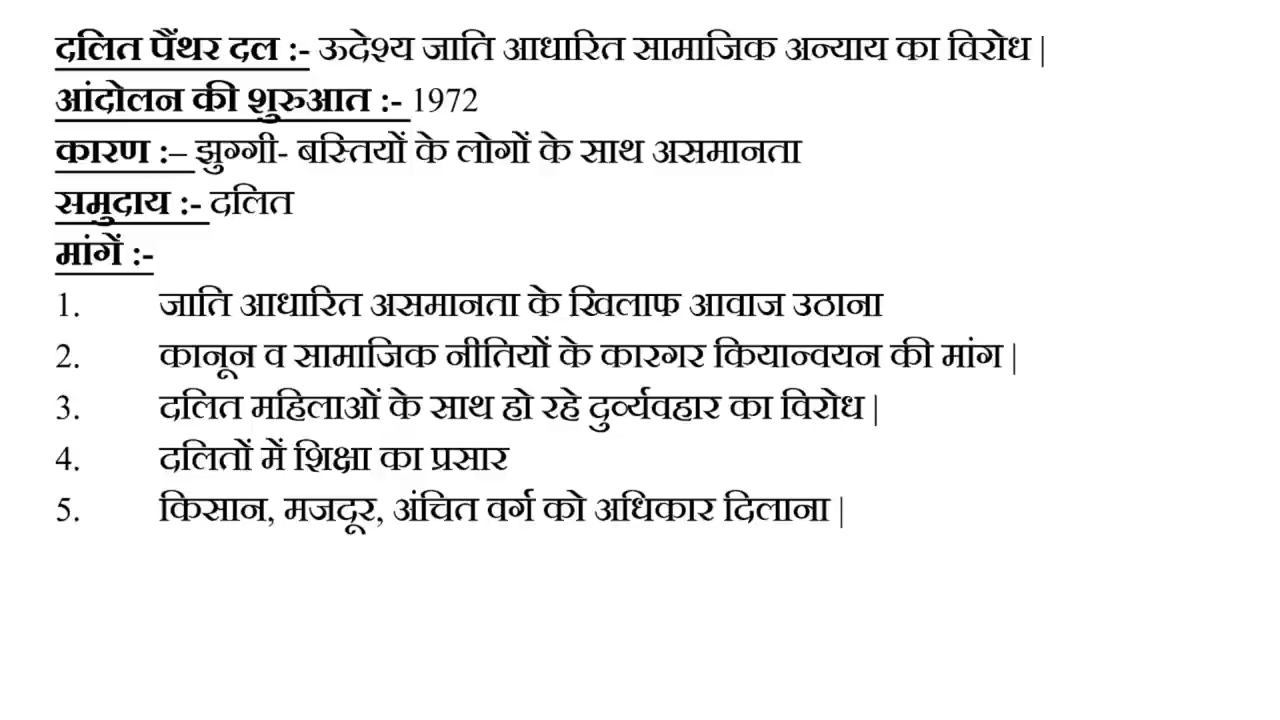 दलित पैंथर दल :- ऊदेश्य जाति आधारित सामाजिक अन्याय का विरोध |
आंदोलन की शुरुआत :- 1972
कारण :– झुग्गी- बस्तियों के लोगों के साथ असमानता
समुदाय :- दलित
मांगें :-
1. जाति आधारित असमानता के खिलाफ आवाज उठाना
2. कानून व सामाजिक नीतियों के कारगर कियान्वयन की मांग |
3. दलित महिलाओं के साथ हो रहे दुर्व्यवहार का विरोध |
4. दलितों में शिक्षा का प्रसार
5. किसान, मजदूर, अंचित वर्ग को अधिकार दिलाना |